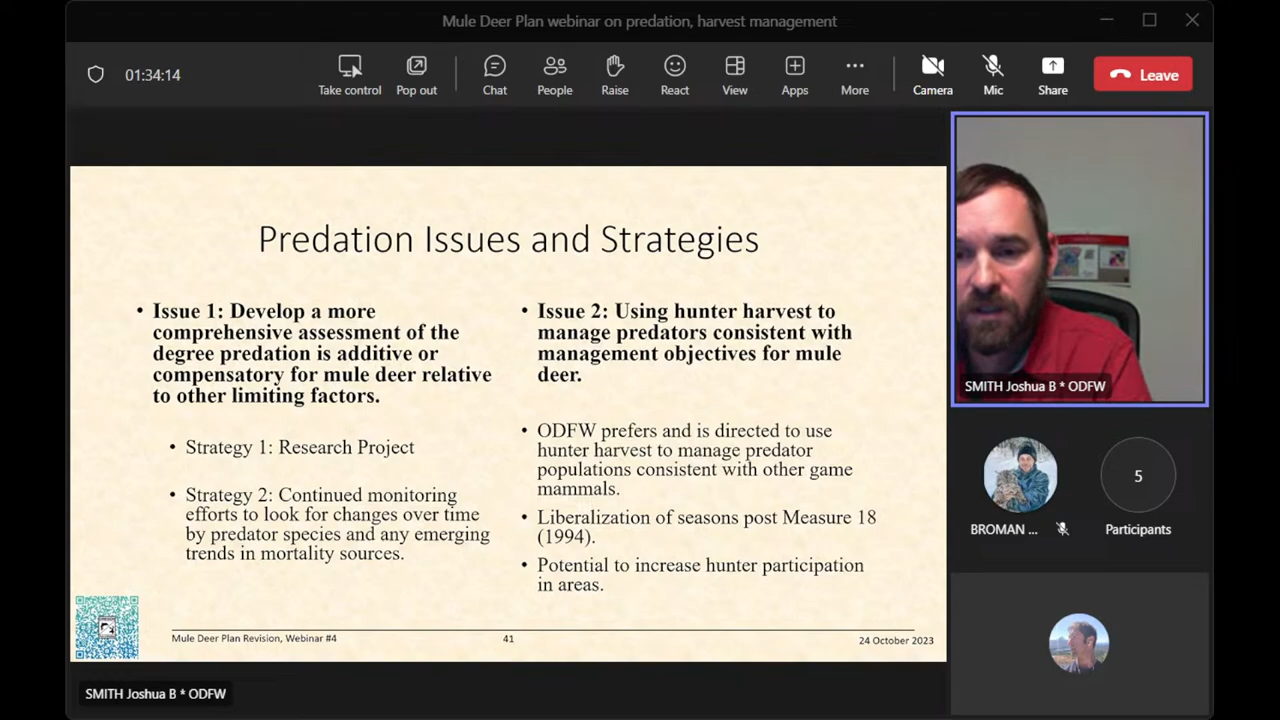 Mule Deer Plan webinar on predation, harvest management
01:34:14
Take control
Pop out
Chat
People
Raise
React
View
Apps
More
Camera
Mic
Share
Leave
Predation Issues and Strategies
• Issue 1: Develop a more
comprehensive assessment of the
degree predation is additive or
compensatory for mule deer relative
to other limiting factors.
• Strategy 1: Research Project
• Strategy 2: Continued monitoring
efforts to look for changes over time
by predator species and any emerging
trends in mortality sources.
• Issue 2: Using hunter harvest to
manage predators consistent with
management objectives for mule
deer.
• ODFW prefers and is directed to use
hunter harvest to manage predator
populations consistent with other game
mammals.
• Liberalization of seasons post Measure 18
(1994).
• Potential to increase hunter participation
in areas.
Mule Deer Plan Revision, Webinar #4
41
24 October 2023
SMITH Joshua B * ODFW
BROMAN ...
5
Participants
SMITH Joshua B * ODFW